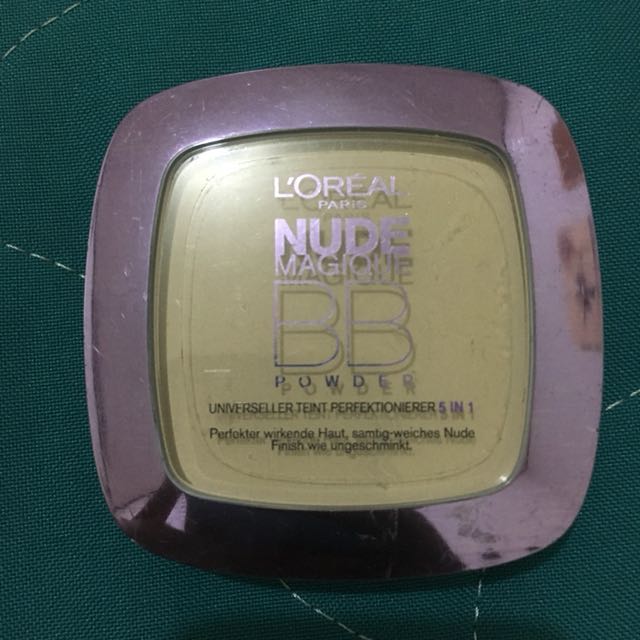 L'ORÉAL
PARIS
NUDE
MAGIQUE
BB
POWDER
UNIVERSELLER TEINT PERFEKTIONIERER 5 IN 1
Perfekter wirkende Haut, samtig-weiches Nude
Finish wie ungeschminkt.